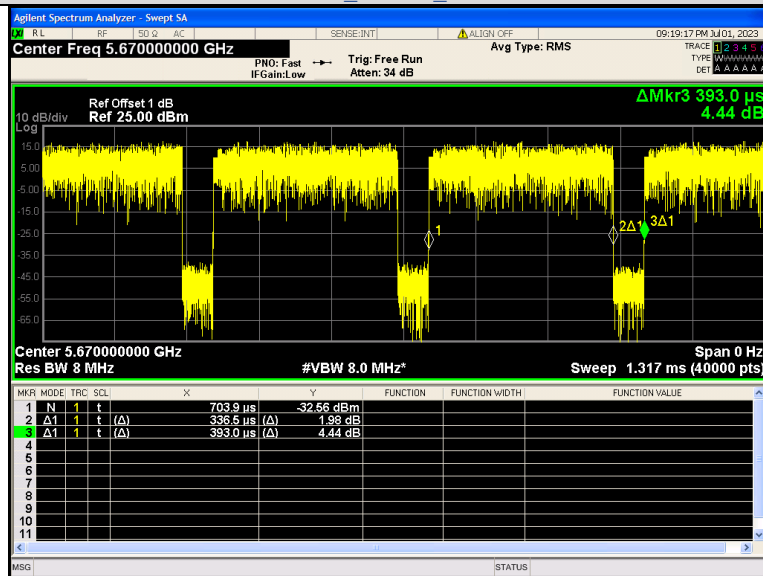 Agilent Spectrum Analyzer - Swept SA
LXI RL RF 50 Ω AC SENSE:INT ALIGN OFF 09:19:17 PM Jul 01, 2023
Center Freq 5.670000000 GHz Avg Type: RMS TRACE 1 2 3 4 5
PNO: Fast Trig: Free Run TYPE
IFGain:Low Atten: 34 dB DET A A A A A
ΔMkr3 393.0 µs
Ref Offset 1 dB 4.44 dB
10 dB/div Ref 25.00 dBm
Log
15.0
5.00
-5.00
-15.0
-25.0 1 2Δ1 3Δ1
-35.0
-45.0
-55.0
-65.0
Center 5.670000000 GHz Span 0 Hz
Res BW 8 MHz #VBW 8.0 MHz* Sweep 1.317 ms (40000 pts)
MKR MODE TRC SCL X Y FUNCTION FUNCTION WIDTH FUNCTION VALUE
1 N 1 t 703.9 µs -32.56 dBm
2 Δ1 1 t (Δ) 336.5 µs (Δ) 1.98 dB
3 Δ1 1 t (Δ) 393.0 µs (Δ) 4.44 dB
4
5
6
7
8
9
10
11
MSG STATUS